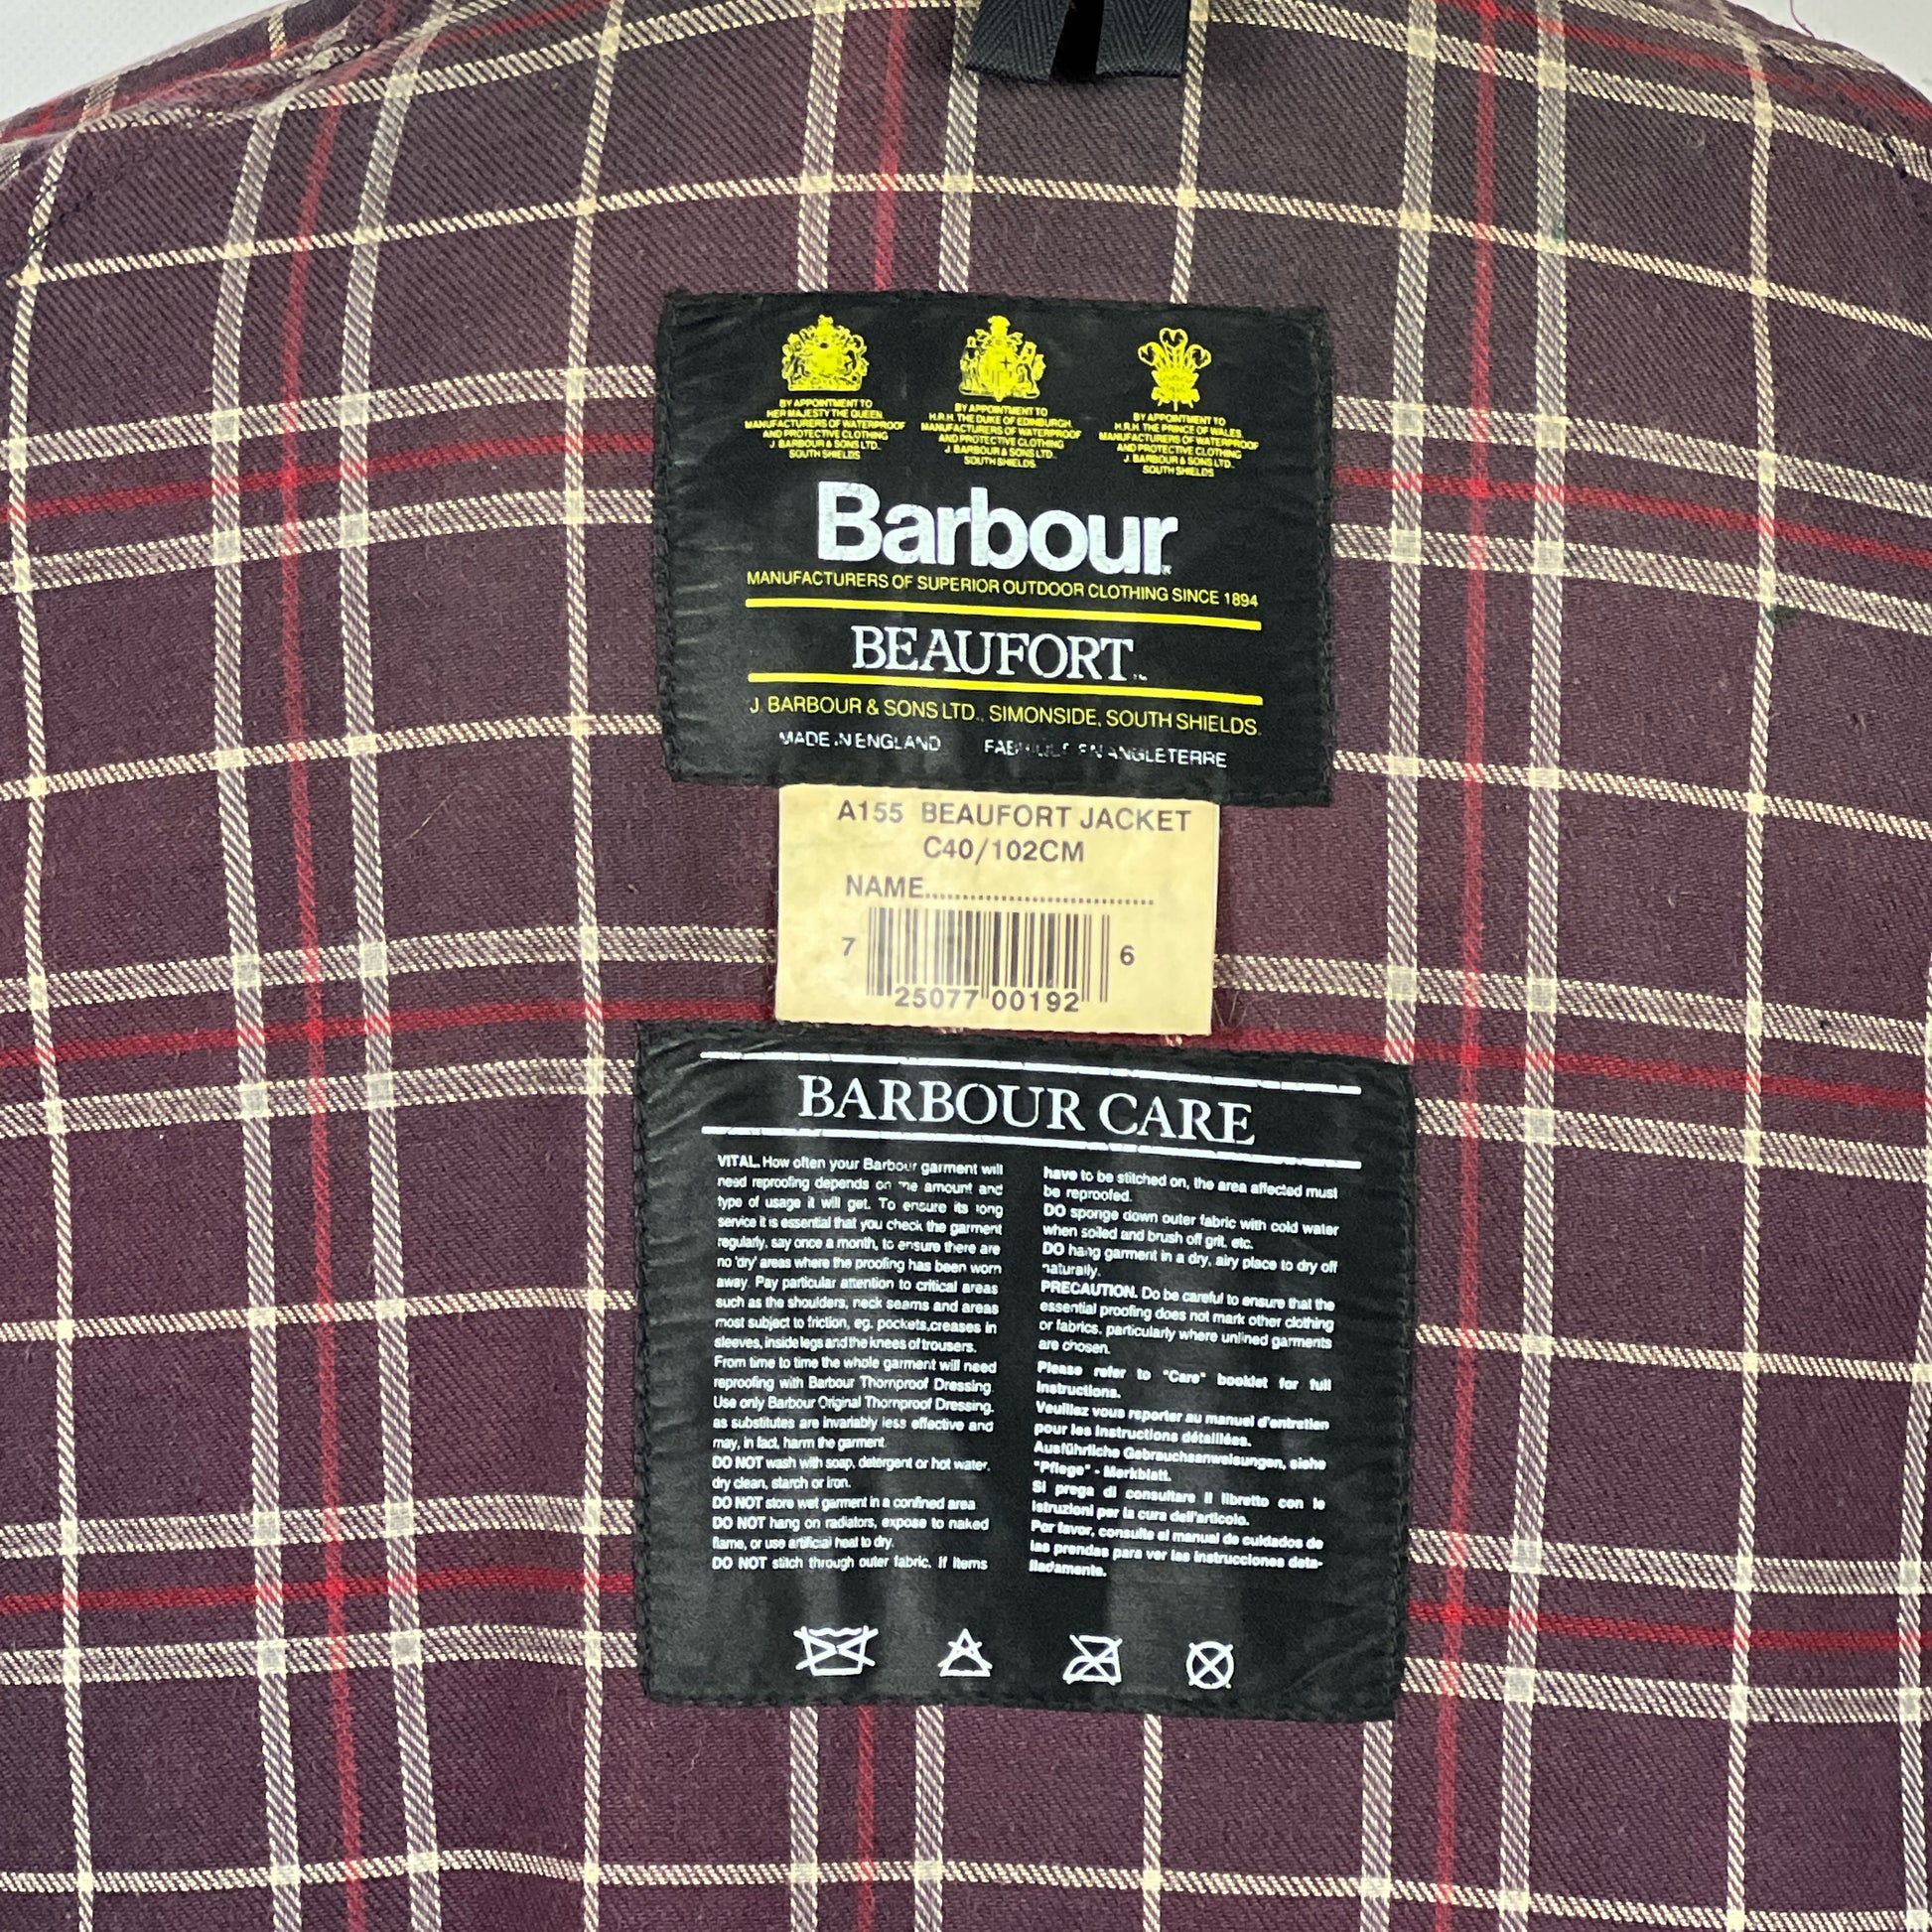 BY APPOINTMENT TO
HER MAJESTY THE QUEEN
MANUFACTURERS OF WATERPROOF
AND PROTECTIVE CLOTHING
J. BARBOUR & SONS LTD.
SOUTH SHIELDS
BY APPOINTMENT TO
H.R.H. THE DUKE OF EDINBURGH
MANUFACTURERS OF WATERPROOF
AND PROTECTIVE CLOTHING
J. BARBOUR & SONS LTD.
SOUTH SHIELDS
BY APPOINTMENT TO
H.R.H. THE PRINCE OF WALES
MANUFACTURERS OF WATERPROOF
AND PROTECTIVE CLOTHING
J. BARBOUR & SONS LTD.
SOUTH SHIELDS
Barbour®
MANUFACTURERS OF SUPERIOR OUTDOOR CLOTHING SINCE 1894
BEAUFORT™
J. BARBOUR & SONS LTD., SIMONSIDE, SOUTH SHIELDS.
MADE IN ENGLAND EN ANGLETERRE
A155 BEAUFORT JACKET
C40/102CM
NAME..............................
7 25077 00192 6
BARBOUR CARE
VITAL. How often your Barbour garment will
need reproofing depends on the amount and
type of usage it will get. To ensure its long
service it is essential that you check the garment
regularly, say once a month, to ensure there are
no 'dry' areas where the proofing has been worn
away. Pay particular attention to critical areas
such as the shoulders, neck seams and areas
most subject to friction, eg. pockets,creases in
sleeves, inside legs and the knees of trousers.
From time to time the whole garment will need
reproofing with Barbour Thornproof Dressing.
Use only Barbour Original Thornproof Dressing,
as substitutes are invariably less effective and
may, in fact, harm the garment.
DO NOT wash with soap, detergent or hot water,
dry clean, starch or iron.
DO NOT store wet garment in a confined area.
DO NOT hang on radiators, expose to naked
flame, or use artificial heat to dry.
DO NOT stitch through outer fabric. If items
have to be stitched on, the area affected must
be reproofed.
DO sponge down outer fabric with cold water
when soiled and brush off grit, etc.
DO hang garment in a dry, airy place to dry off
naturally.
PRECAUTION. Do be careful to ensure that the
essential proofing does not mark other clothing
or fabrics, particularly where unlined garments
are chosen.
Please refer to "Care" booklet for full
instructions.
Veuillez vous reporter au manuel d'entretien
pour les instructions détaillées.
Ausführliche Gebrauchsanweisungen, siehe
"Pflege" - Merkblatt.
Si prega di consultare il libretto con le
istruzioni per la cura dell'articolo.
Por favor, consulte el manual de cuidados de
las prendas para ver las instrucciones deta-
lladamente.